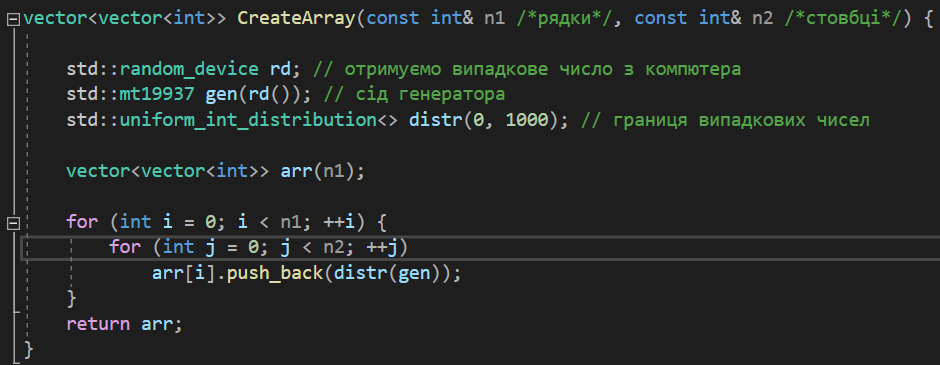 vector<vector<int>> CreateArray(const int& n1 /*рядки*/, const int& n2 /*стовбці*/) {
std::random_device rd; // отримуємо випадкове число з компютера
std::mt19937 gen(rd()); // сід генератора
std::uniform_int_distribution<> distr(0, 1000); // границя випадкових чисел
vector<vector<int>> arr(n1);
for (int i = 0; i < n1; ++i) {
for (int j = 0; j < n2; ++j)
arr[i].push_back(distr(gen));
}
return arr;
}